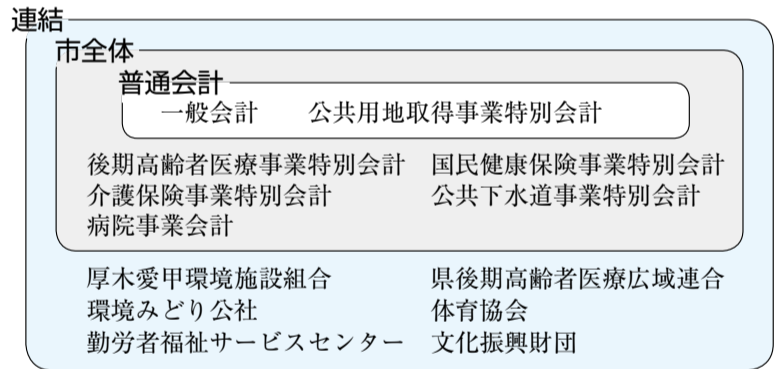 連結
市全体
普通会計
一般会計　公共用地取得事業特別会計
後期高齢者医療事業特別会計　国民健康保険事業特別会計
介護保険事業特別会計　公共下水道事業特別会計
病院事業会計
厚木愛甲環境施設組合　県後期高齢者医療広域連合
環境みどり公社　体育協会
勤労者福祉サービスセンター　文化振興財団